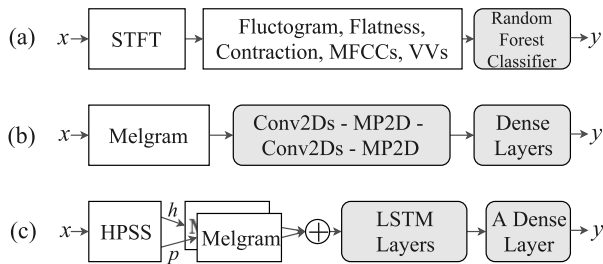 (a) x STFT Fluctogram, Flatness, Contraction, MFCCs, VVs Random Forest Classifier y
(b) x Melgram Conv2Ds - MP2D - Conv2Ds - MP2D Dense Layers y
(c) x HPSS h p M Melgram LSTM Layers A Dense Layer y